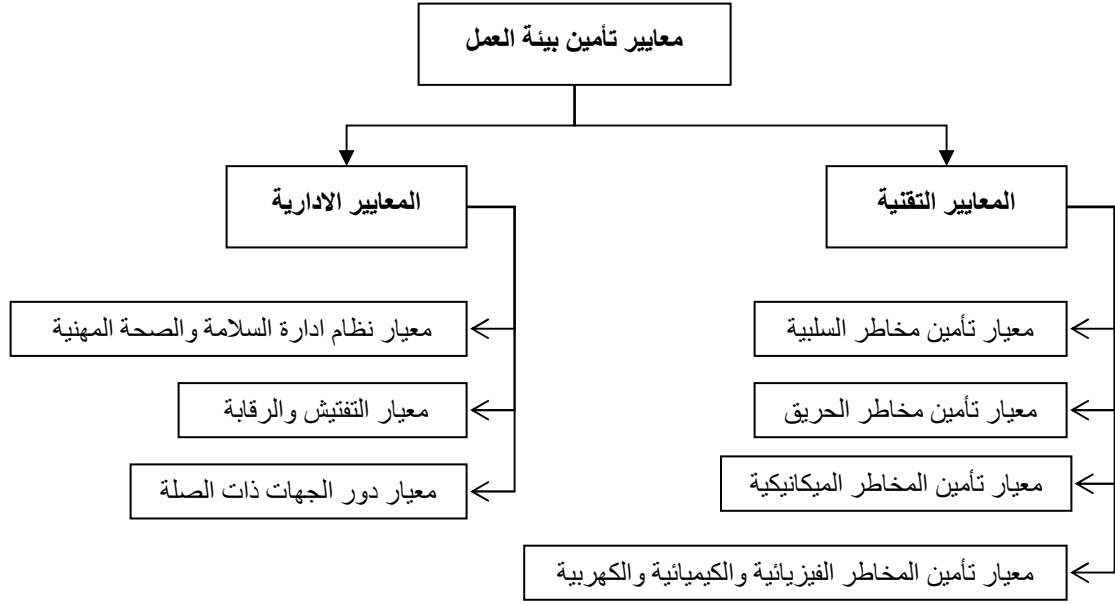 معايير تأمين بيئة العمل
المعايير التقنية
المعايير الادارية
معيار تأمين مخاطر السلبية
معيار تأمين مخاطر الحريق
معيار تأمين المخاطر الميكانيكية
معيار تأمين المخاطر الفيزيائية والكيميائية والكهربية
معيار نظام ادارة السلامة والصحة المهنية
معيار التفتيش والرقابة
معيار دور الجهات ذات الصلة